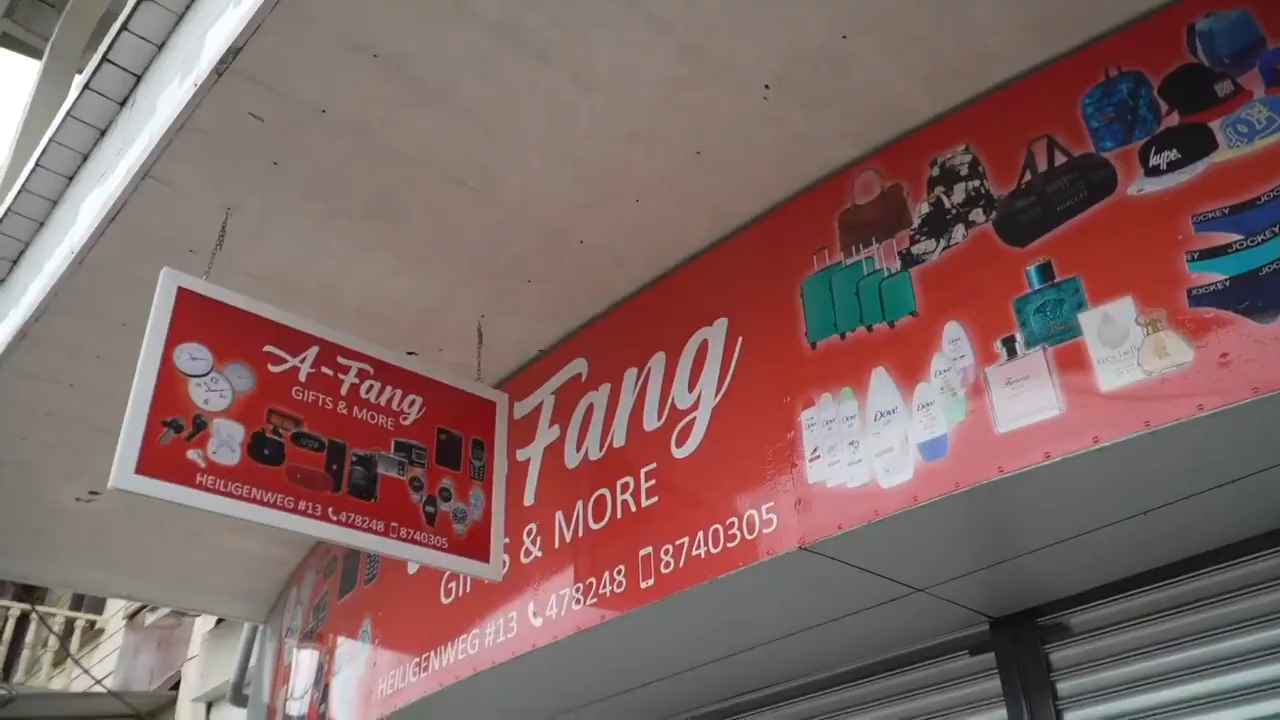 A-Fang
GIFTS & MORE
HEILIGENWEG #13 478248 8740305
Fang
GIFTS & MORE
HEILIGENWEG #13 478248 8740305
hype.
JOCKEY
JOCKEY
JOCKEY
Dove
Dove
Dove